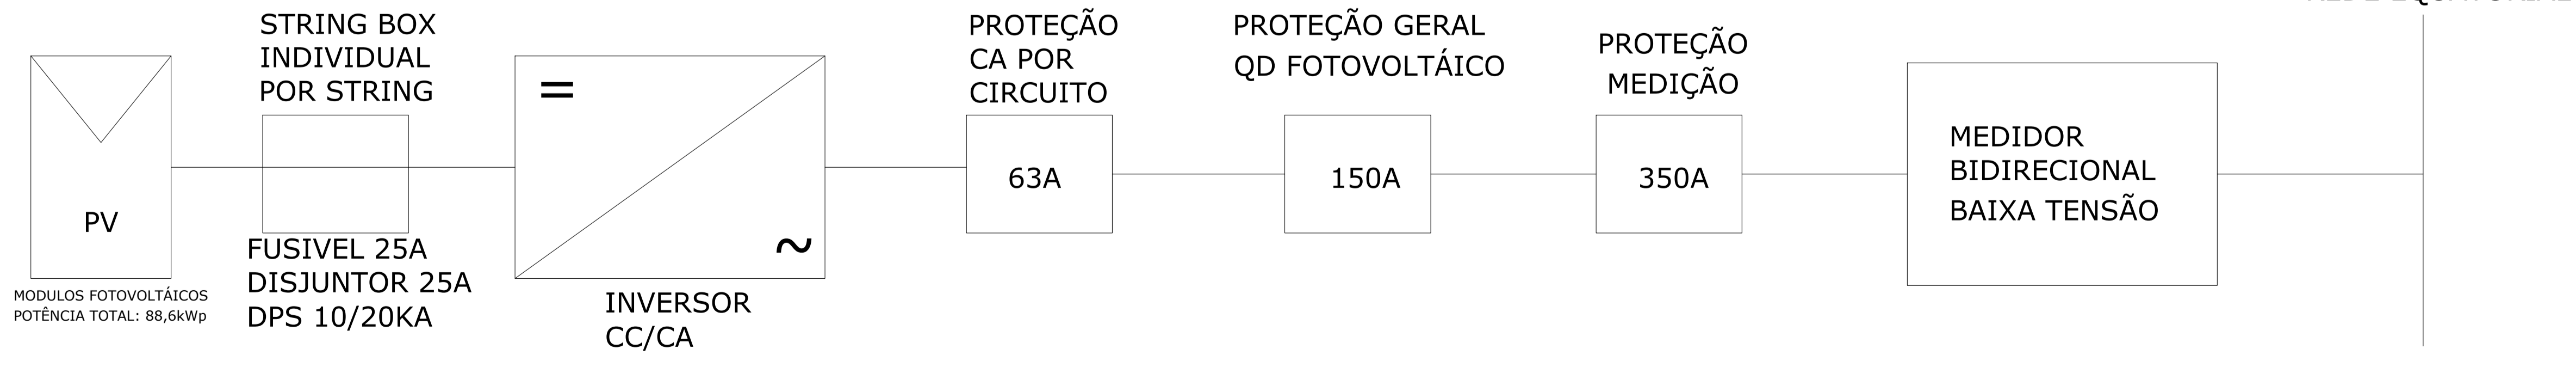 STRING BOX
INDIVIDUAL
POR STRING
PV
MODULOS FOTOVOLTÁICOS
POTÊNCIA TOTAL: 88,6kWp
FUSIVEL 25A
DISJUNTOR 25A
DPS 10/20KA
=
~
INVERSOR
CC/CA
PROTEÇÃO
CA POR
CIRCUITO
63A
PROTEÇÃO GERAL
QD FOTOVOLTÁICO
150A
PROTEÇÃO
MEDIÇÃO
350A
MEDIDOR
BIDIRECIONAL
BAIXA TENSÃO